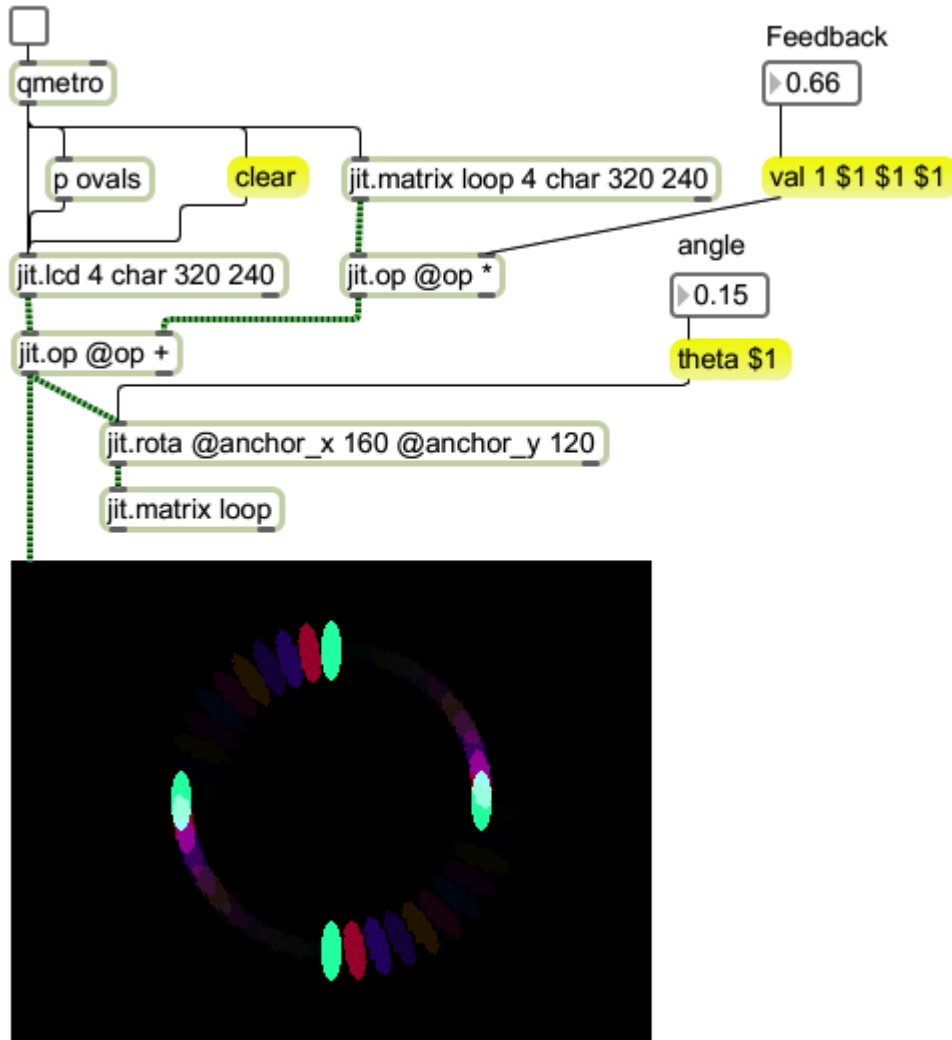 Feedback
qmetro
0.66
p ovals
clear
jit.matrix loop 4 char 320 240
val 1 $1 $1 $1
angle
jit.lcd 4 char 320 240
jit.op @op *
0.15
jit.op @op +
theta $1
jit.rota @anchor_x 160 @anchor_y 120
jit.matrix loop